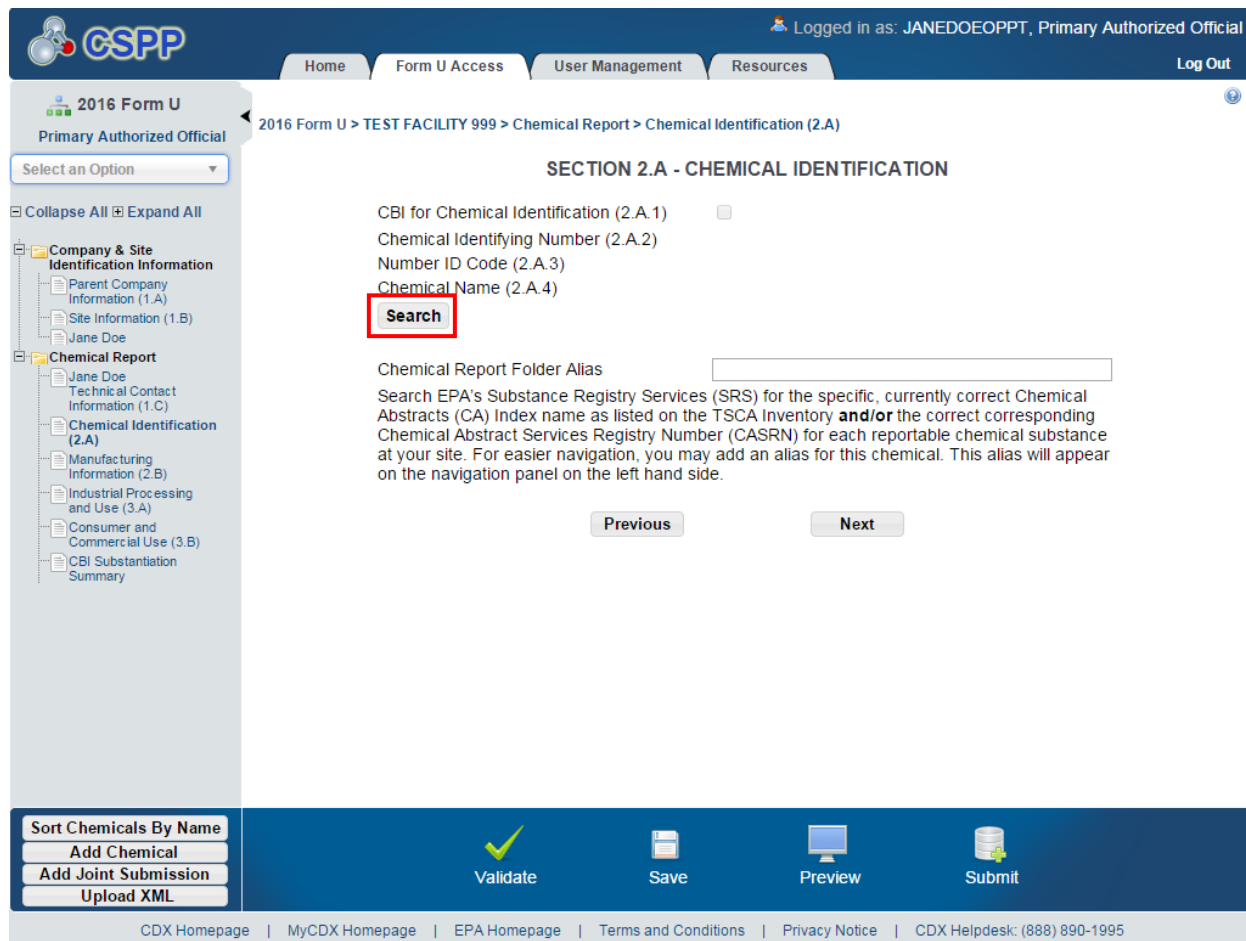 CSPP
Logged in as: JANEDOEOPPT, Primary Authorized Official
Home
Form U Access
User Management
Resources
Log Out
2016 Form U
Primary Authorized Official
Select an Option
Collapse All
Expand All
Company & Site
Identification Information
Parent Company
Information (1.A)
Site Information (1.B)
Jane Doe
Chemical Report
Jane Doe
Technical Contact
Information (1.C)
Chemical Identification
(2.A)
Manufacturing
Information (2.B)
Industrial Processing
and Use (3.A)
Consumer and
Commercial Use (3.B)
CBI Substantiation
Summary
2016 Form U > TEST FACILITY 999 > Chemical Report > Chemical Identification (2.A)
SECTION 2.A - CHEMICAL IDENTIFICATION
CBI for Chemical Identification (2.A.1)
Chemical Identifying Number (2.A.2)
Number ID Code (2.A.3)
Chemical Name (2.A.4)
Search
Chemical Report Folder Alias
Search EPA's Substance Registry Services (SRS) for the specific, currently correct Chemical
Abstracts (CA) Index name as listed on the TSCA Inventory and/or the correct corresponding
Chemical Abstract Services Registry Number (CASRN) for each reportable chemical substance
at your site. For easier navigation, you may add an alias for this chemical. This alias will appear
on the navigation panel on the left hand side.
Previous
Next
Sort Chemicals By Name
Add Chemical
Add Joint Submission
Upload XML
Validate
Save
Preview
Submit
CDX Homepage | MyCDX Homepage | EPA Homepage | Terms and Conditions | Privacy Notice | CDX Helpdesk: (888) 890-1995